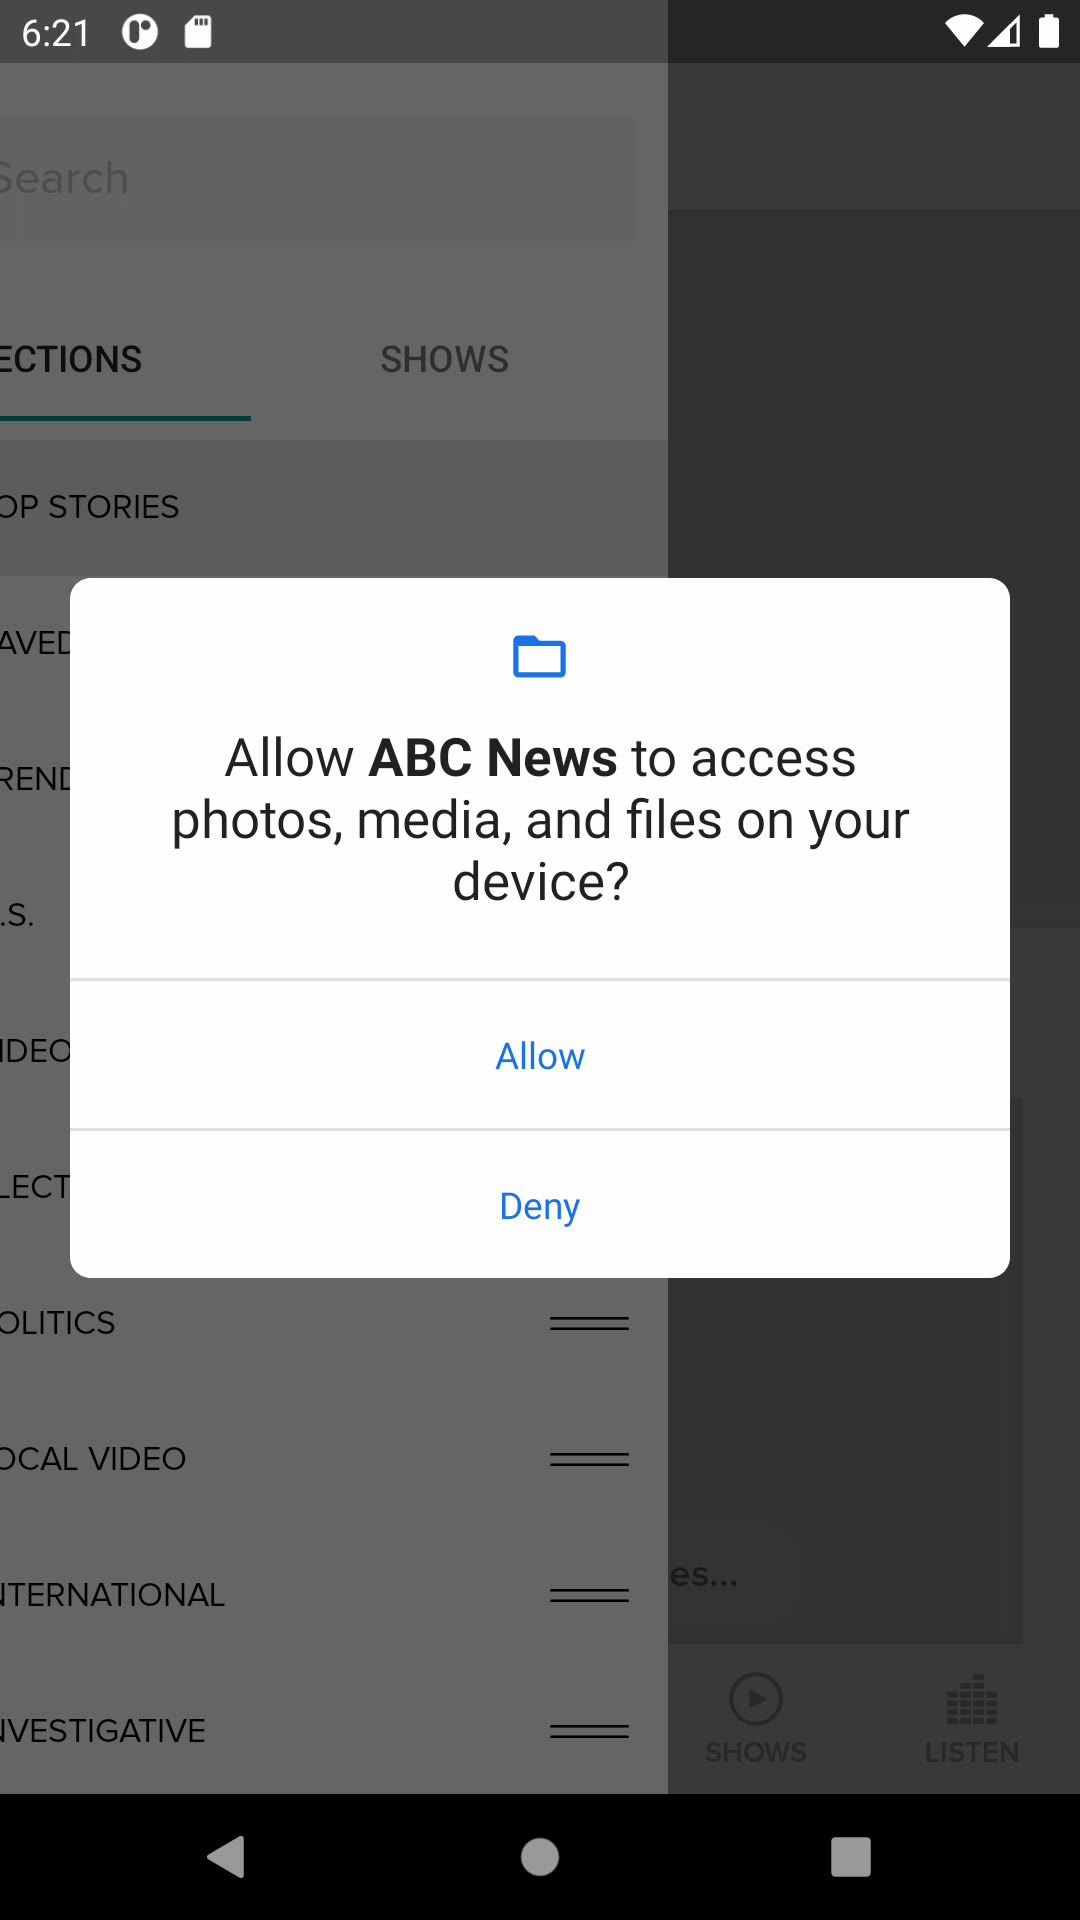 6:21
Search
ECTIONS
SHOWS
OP STORIES
AVED
REND
.S.
IDEO
LECT
Allow ABC News to access
photos, media, and files on your
device?
Allow
Deny
OLITICS
OCAL VIDEO
NTERNATIONAL
es...
NVESTIGATIVE
SHOWS
LISTEN